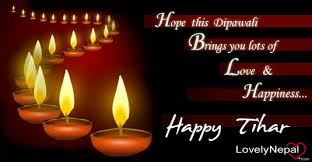 Hope this Dipawali
Brings you lots of
Love &
Happiness...
Happy Tihar
LovelyNepal